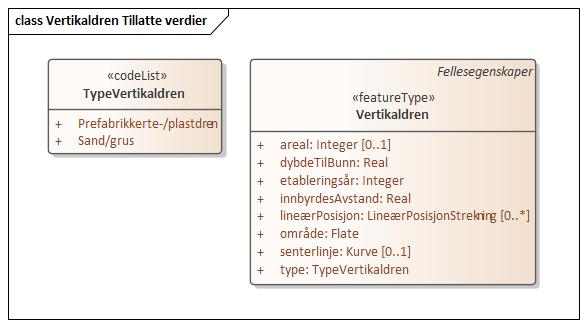 class Vertikaldren Tillatte verdier
«codeList»
TypeVertikaldren
+ Prefabrikkerte-/plastdren
+ Sand/grus
Fellesegenskaper
«featureType»
Vertikaldren
+ areal: Integer [0..1]
+ dybdeTilBunn: Real
+ etableringsår: Integer
+ innbyrdesAvstand: Real
+ lineærPosisjon: LineærPosisjonStrekning [0..*]
+ område: Flate
+ senterlinje: Kurve [0..1]
+ type: TypeVertikaldren